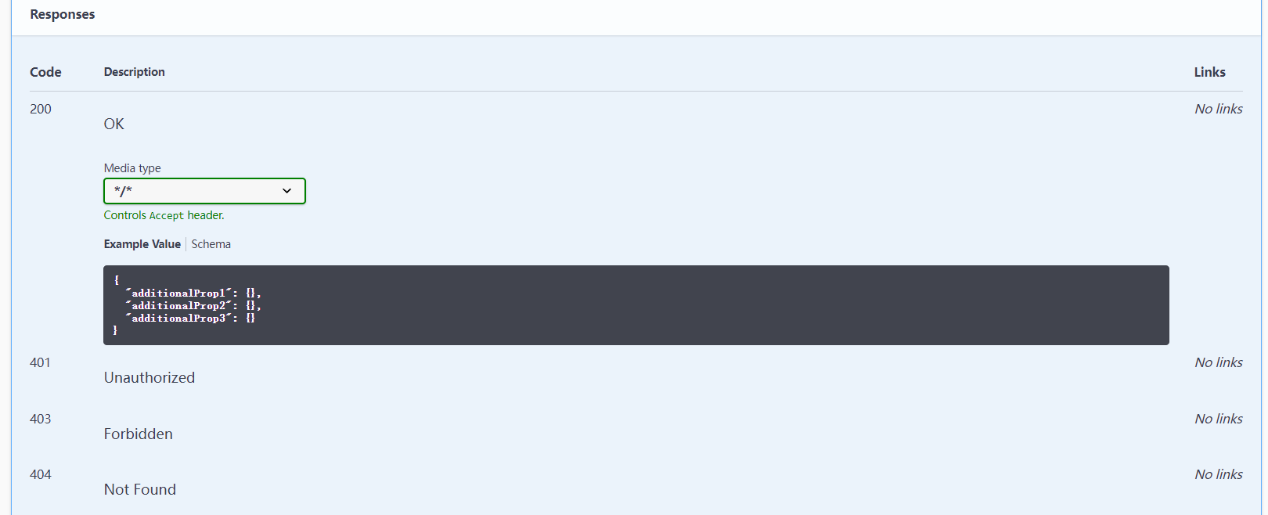 Responses
Code Description Links
200 No links
OK
Media type
*/*
Controls Accept header.
Example Value Schema
{
"additionalProp1": {},
"additionalProp2": {},
"additionalProp3": {}
}
401 No links
Unauthorized
403 No links
Forbidden
404 No links
Not Found